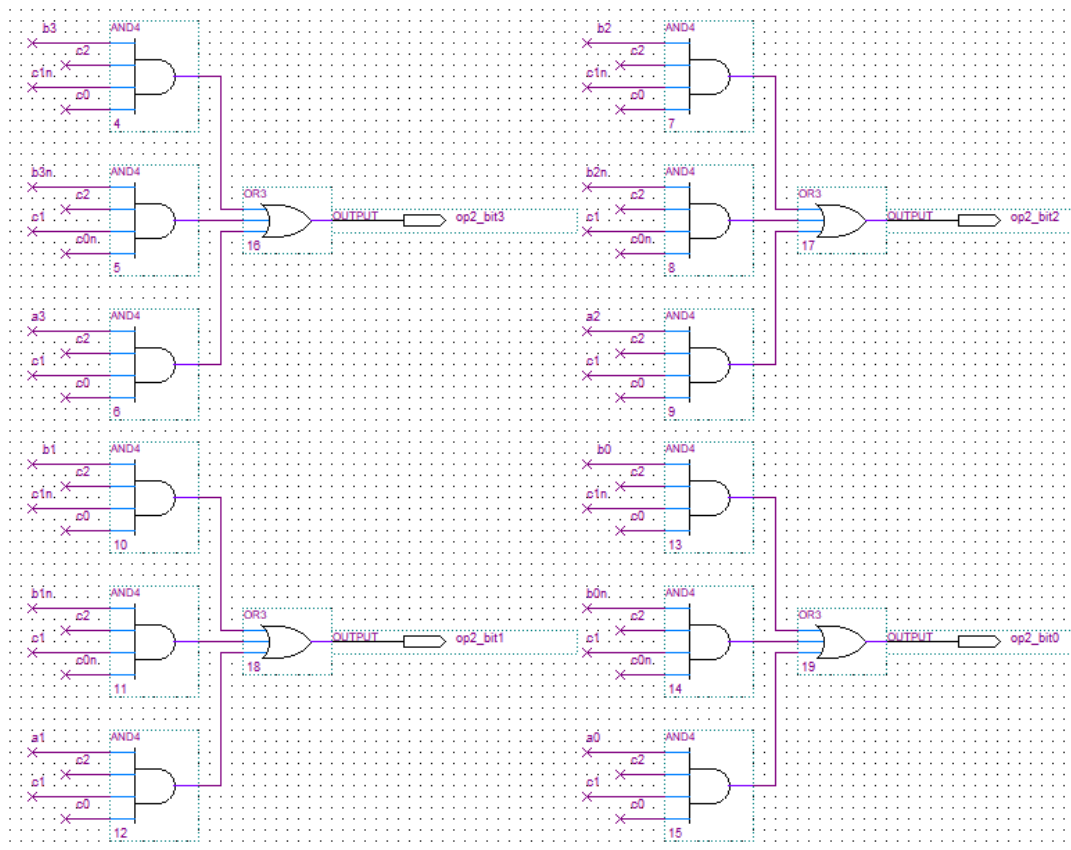 b3
AND4
c2
c1n.
c0
4
b3n.
AND4
c2
c1
c0n.
5
OR3
OUTPUT
op2_bit3
16
a3
AND4
c2
c1
c0
6
b2
AND4
c2
c1n.
c0
7
b2n.
AND4
c2
c1
c0n.
8
OR3
OUTPUT
op2_bit2
17
a2
AND4
c2
c1
c0
9
b1
AND4
c2
c1n.
c0
10
b1n.
AND4
c2
c1
c0n.
11
OR3
OUTPUT
op2_bit1
18
a1
AND4
c2
c1
c0
12
b0
AND4
c2
c1n.
c0
13
b0n.
AND4
c2
c1
c0n.
14
OR3
OUTPUT
op2_bit0
19
a0
AND4
c2
c1
c0
15